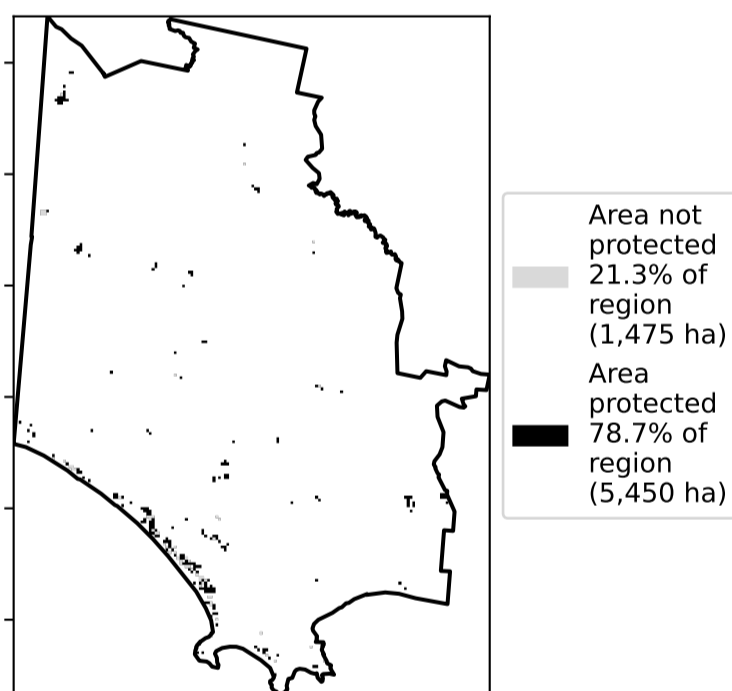 Area not
protected
21.3% of
region
(1,475 ha)
Area
protected
78.7% of
region
(5,450 ha)